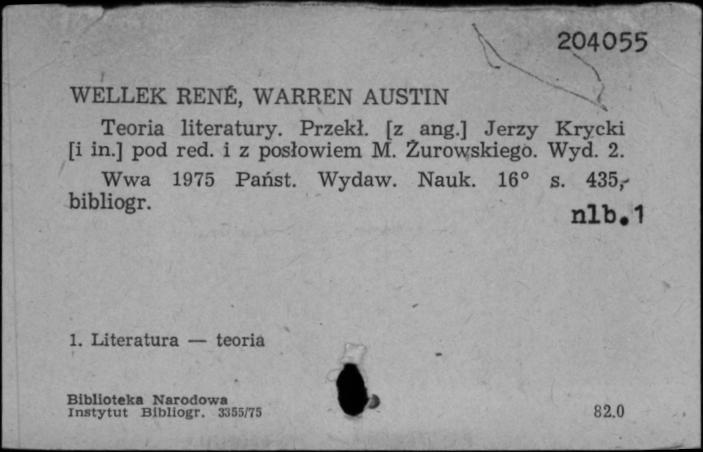 204055
WELLEK RENÉ, WARREN AUSTIN
Teoria literatury. Przekł. [z ang.] Jerzy Krycki
[i in.] pod red. i z posłowiem M. Żurowskiego. Wyd. 2.
Wwa 1975 Państ. Wydaw. Nauk. 16° s. 435,
bibliogr.
nlb.1
1. Literatura — teoria
Biblioteka Narodowa
Instytut Bibliogr. 3355/75
82.0